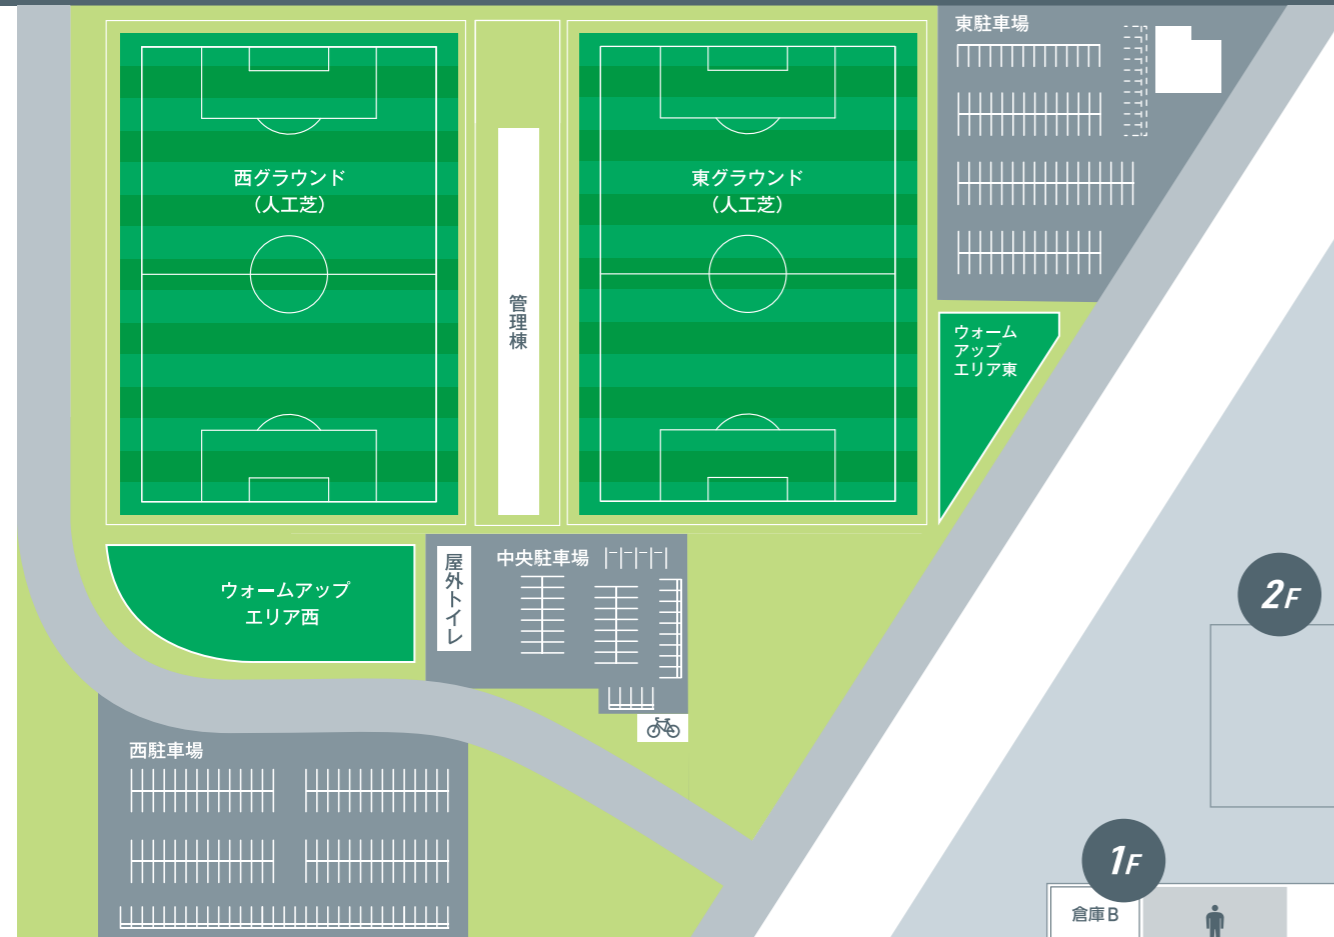 東駐車場
西グラウンド
（人工芝）
東グラウンド
（人工芝）
管理棟
ウォーム
アップ
エリア東
屋外トイレ
中央駐車場
ウォームアップ
エリア西
2F
西駐車場
1F
倉庫B